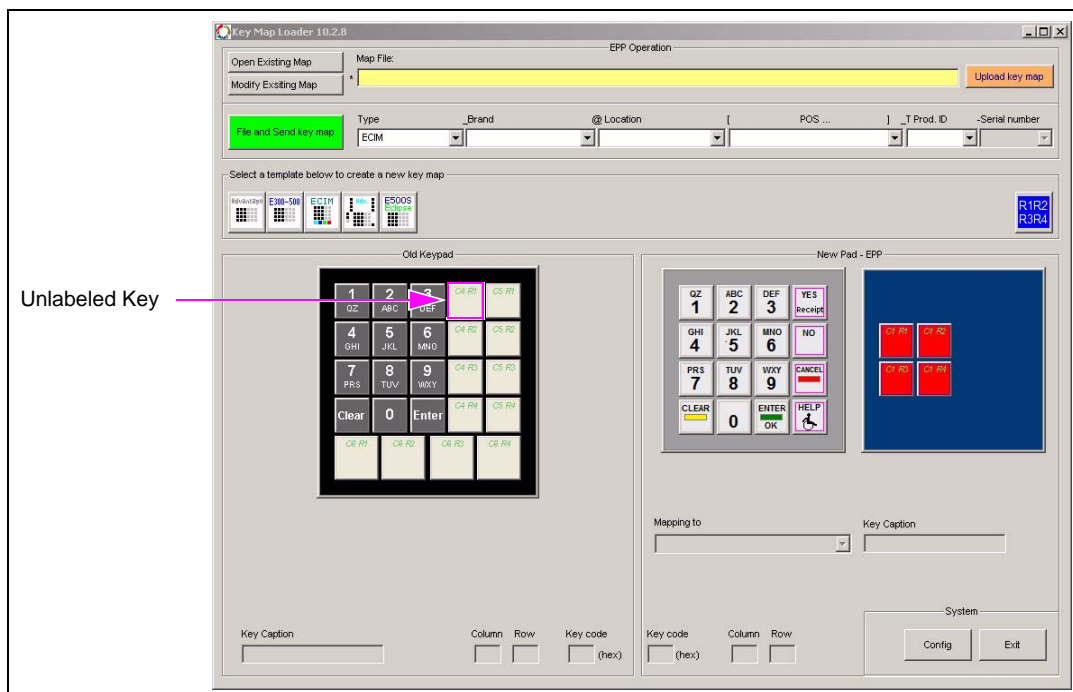 Key Map Loader 10.2.8
EPP Operation
Open Existing Map
Map File:
Modify Exsiting Map
*
Upload key map
File and Send key map
Type
_Brand
@ Location
[ POS ... ]
_T Prod. ID
-Serial number
ECIM
Select a template below to create a new key map
Advantage
E300-500
ECIM
Adv.
E500S
Eclipse
R1R2
R3R4
Old Keypad
New Pad - EPP
Unlabeled Key
1 2 3 C4 R1 C5 R1
QZ ABC DEF
4 5 6 C4 R2 C5 R2
GHI JKL MNO
7 8 9 C4 R3 C5 R3
PRS TUV WXY
Clear 0 Enter C4 R4 C5 R4
C6 R1 C6 R2 C6 R3 C6 R4
QZ ABC DEF YES
1 2 3 Receipt
GHI JKL MNO NO
4 5 6
PRS TUV WXY CANCEL
7 8 9
CLEAR 0 ENTER HELP
OK
C1 R1 C1 R2
C1 R3 C1 R4
Mapping to
Key Caption
System
Key Caption
Column Row
Key code
(hex)
Key code
(hex)
Column Row
Config
Exit